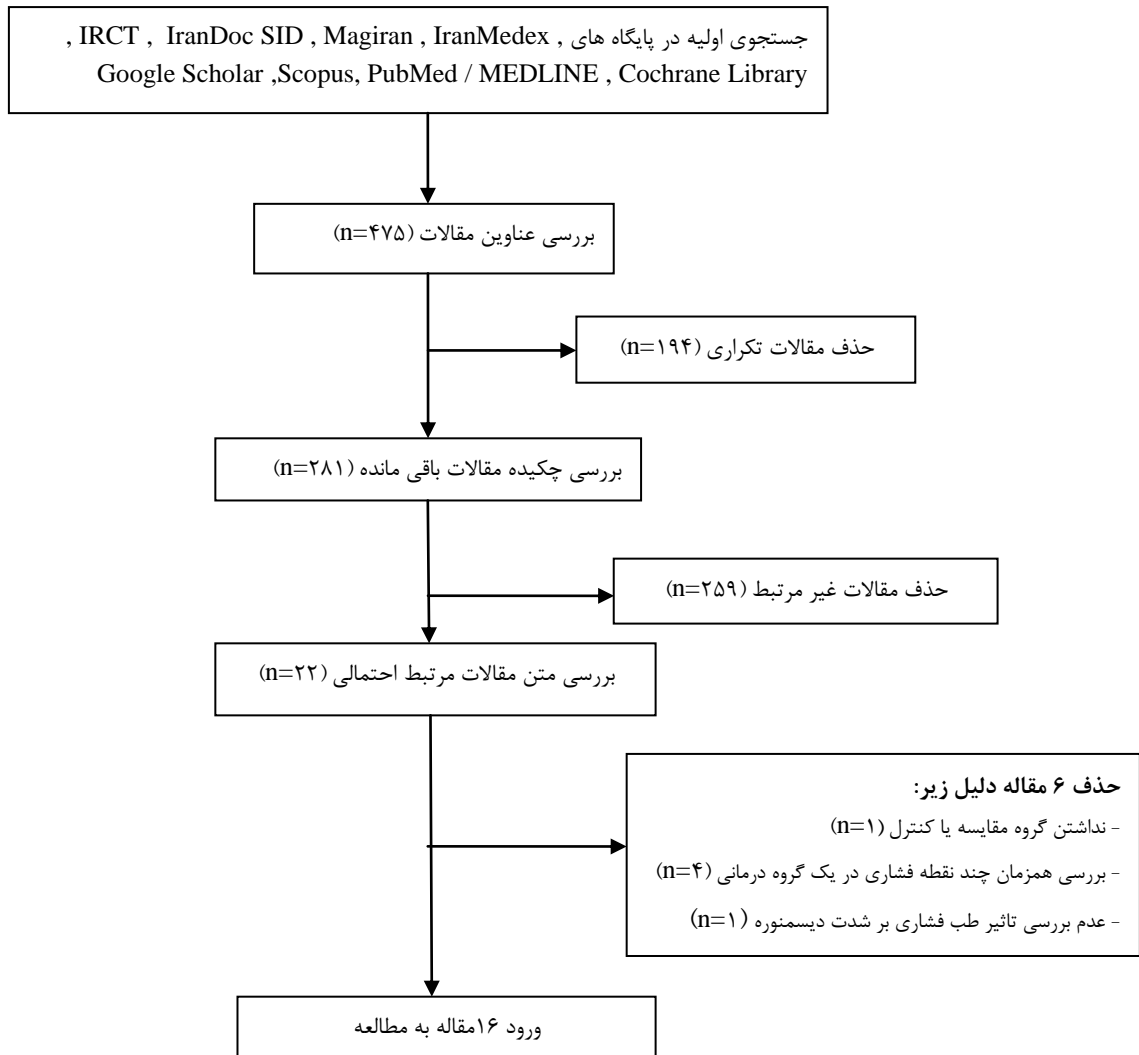 جستجوی اولیه در پایگاه های , IRCT , IranDoc SID , Magiran , IranMedex ,
Google Scholar ,Scopus, PubMed / MEDLINE , Cochrane Library
بررسی عناوین مقالات (n=۴۷۵)
حذف مقالات تکراری (n=۱۹۴)
بررسی چکیده مقالات باقی مانده (n=۲۸۱)
حذف مقالات غیر مرتبط (n=۲۵۹)
بررسی متن مقالات مرتبط احتمالی (n=۲۲)
حذف ۶ مقاله دلیل زیر:
- نداشتن گروه مقایسه یا کنترل (n=۱)
- بررسی همزمان چند نقطه فشاری در یک گروه درمانی (n=۴)
- عدم بررسی تاثیر طب فشاری بر شدت دیسمنوره (n=۱)
ورود ۱۶مقاله به مطالعه